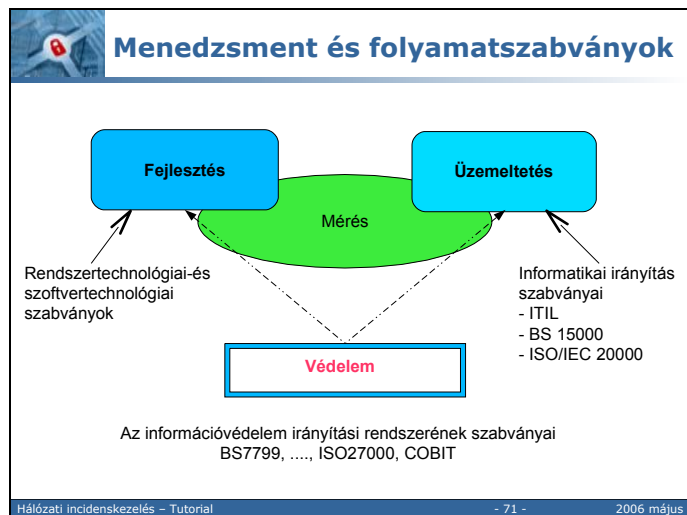 Menedzsment és folyamatszabványok
Fejlesztés
Üzemeltetés
Mérés
Rendszertechnológiai-és
szoftvertechnológiai
szabványok
Informatikai irányítás
szabványai
- ITIL
- BS 15000
- ISO/IEC 20000
Védelem
Az információvédelem irányítási rendszerének szabványai
BS7799, ...., ISO27000, COBIT
Hálózati incidenskezelés – Tutorial - 71 - 2006 május